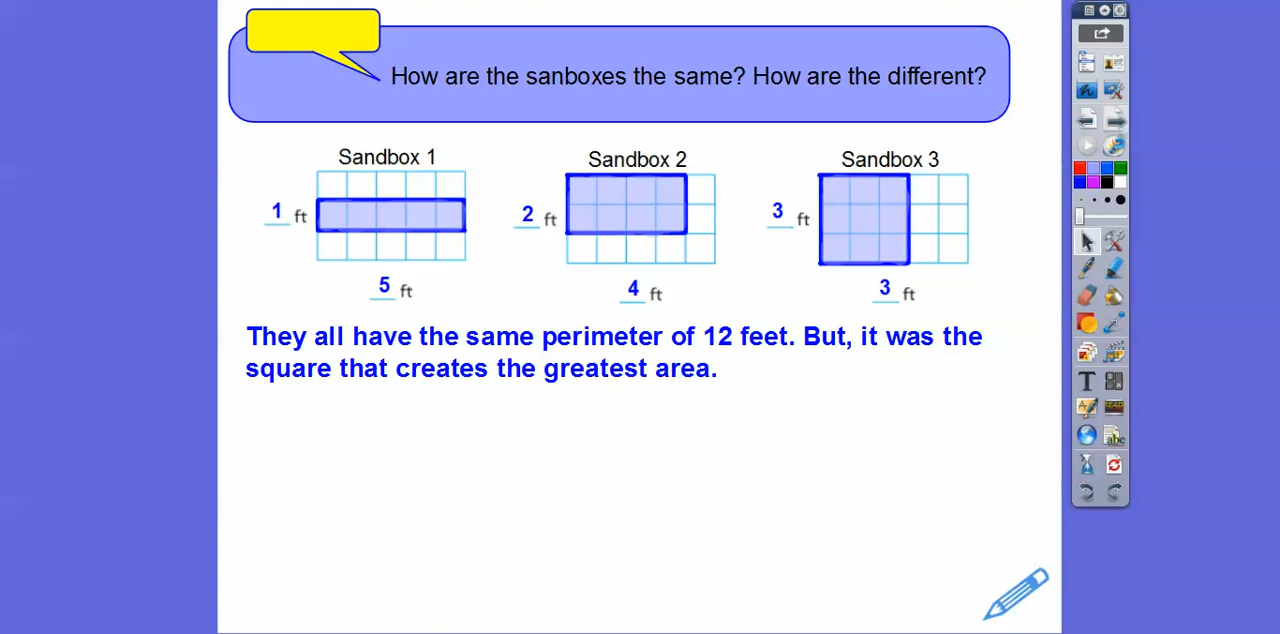 How are the sanboxes the same? How are the different?
Sandbox 1
Sandbox 2
Sandbox 3
1 ft
2 ft
3 ft
5 ft
4 ft
3 ft
They all have the same perimeter of 12 feet. But, it was the
square that creates the greatest area.